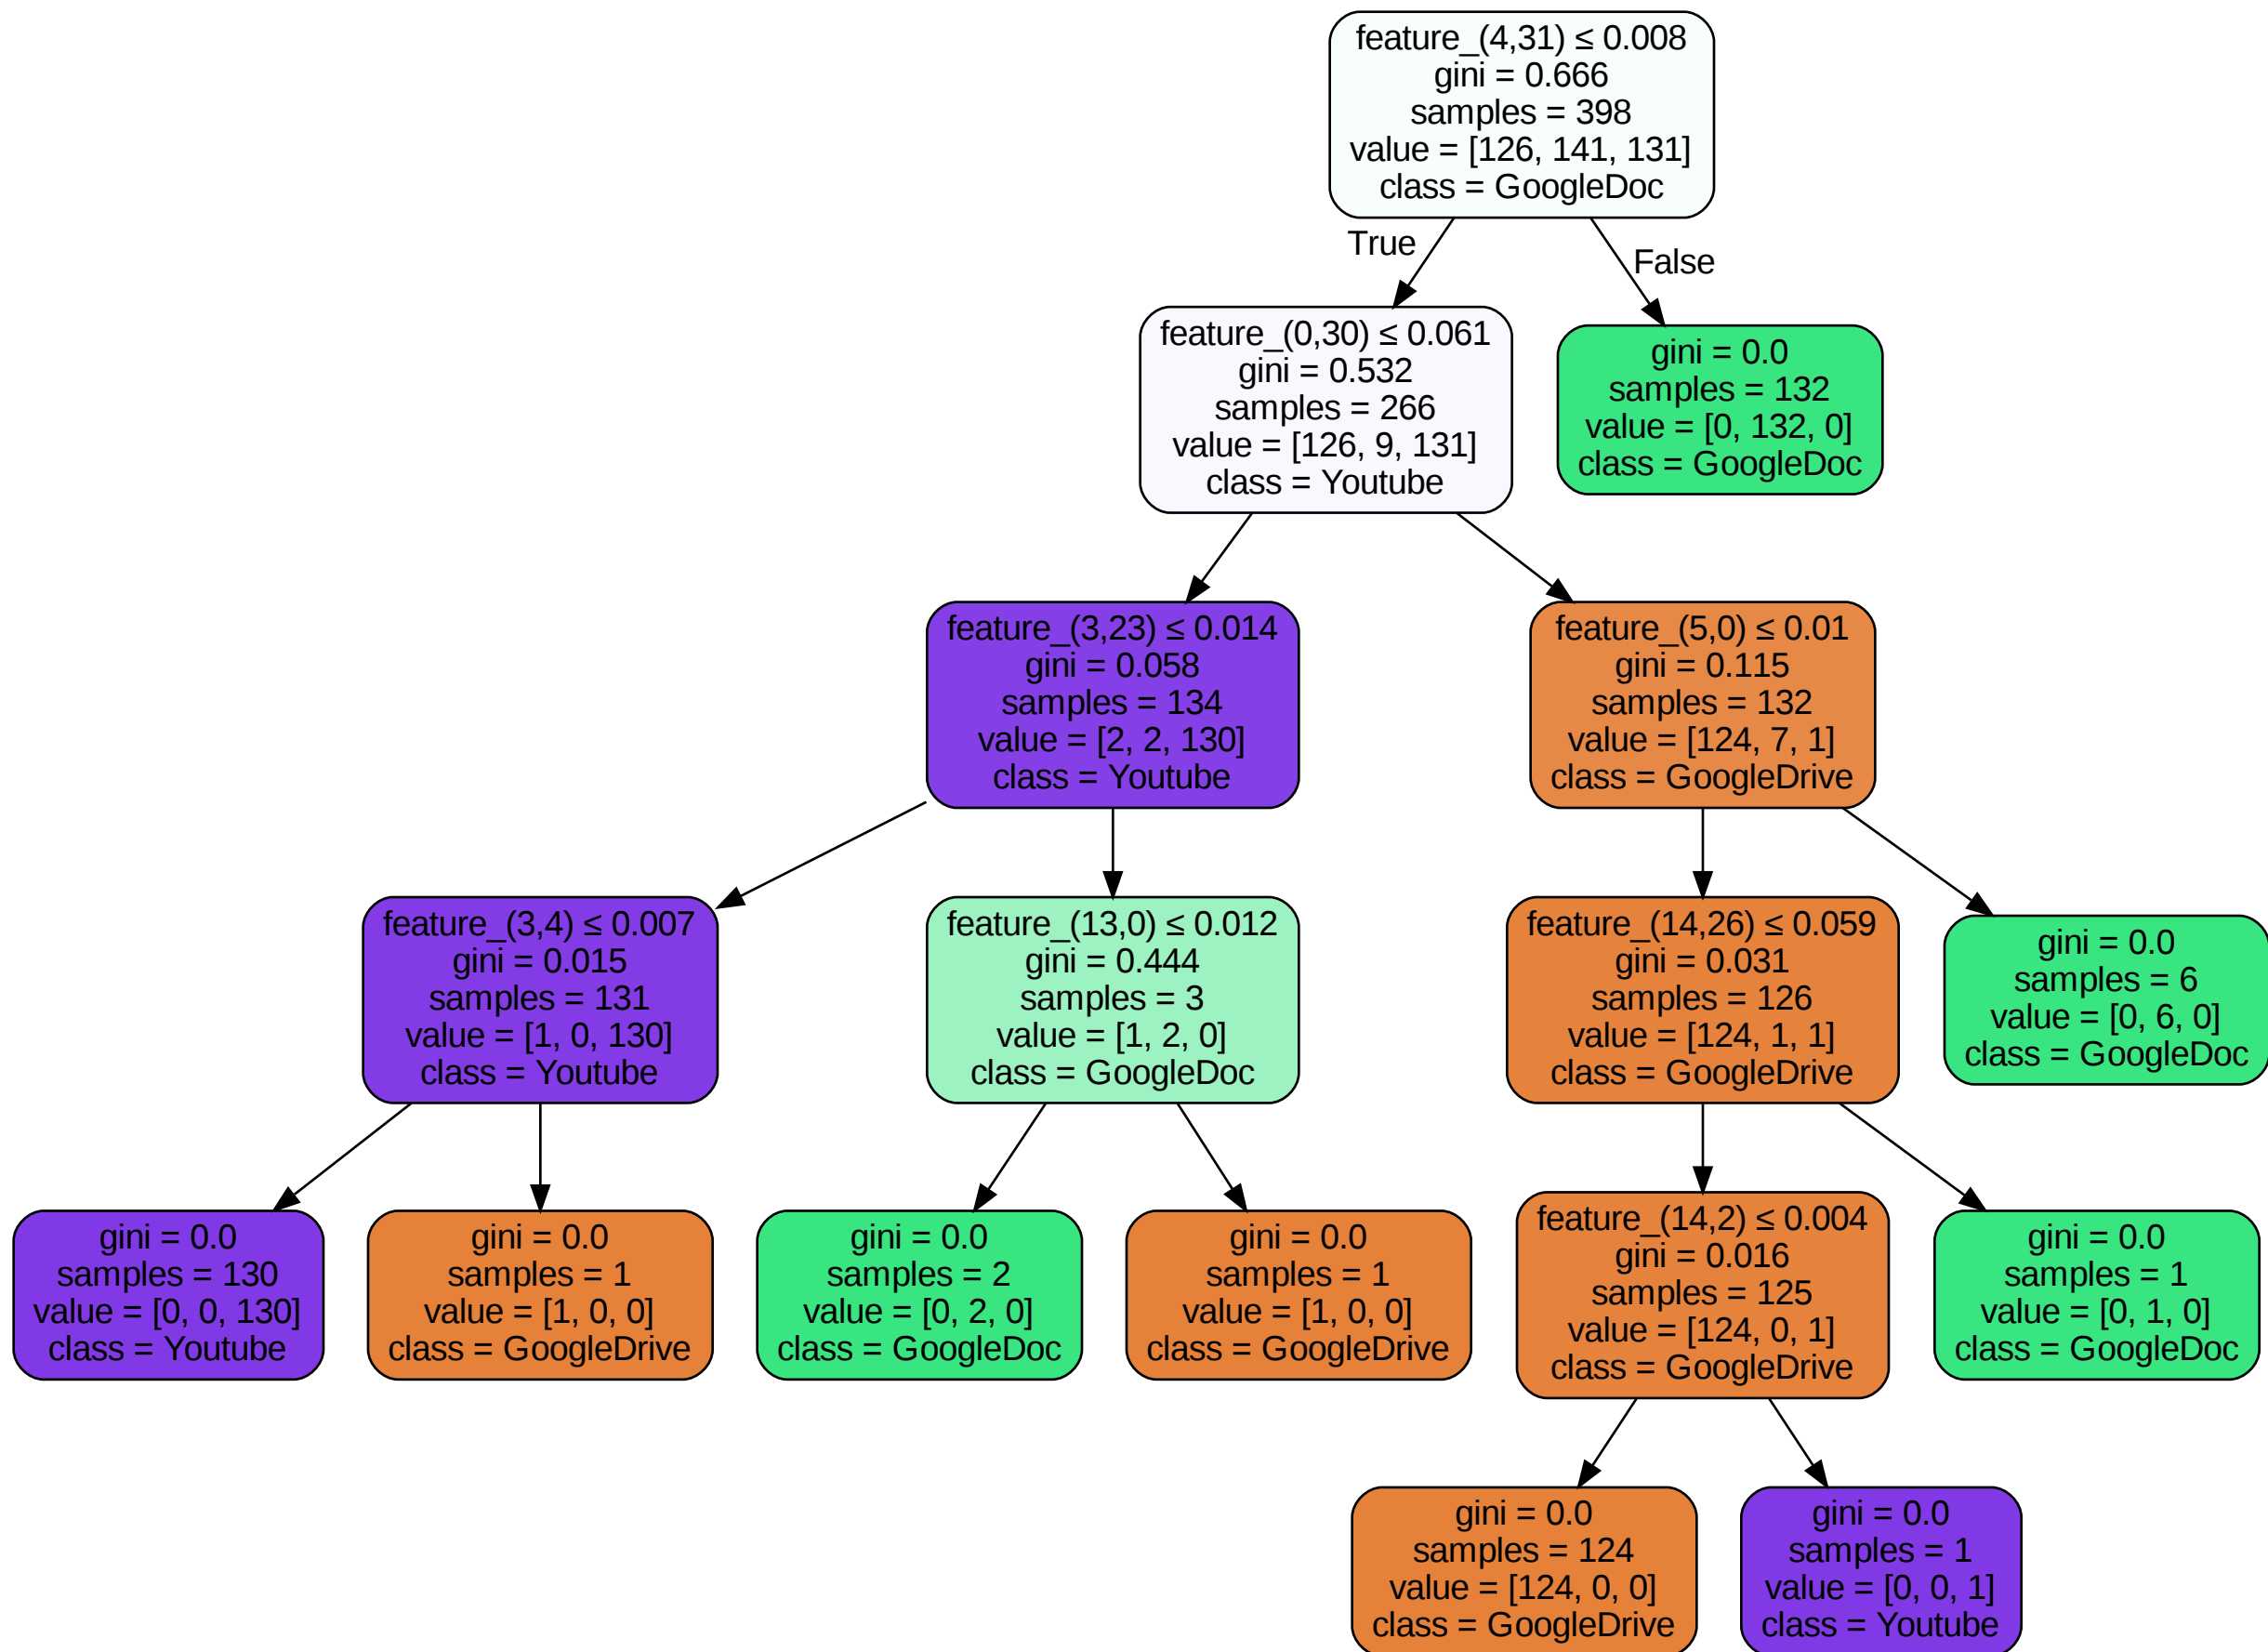 feature_(4,31) ≤ 0.008
gini = 0.666
samples = 398
value = [126, 141, 131]
class = GoogleDoc
True
False
feature_(0,30) ≤ 0.061
gini = 0.532
samples = 266
value = [126, 9, 131]
class = Youtube
gini = 0.0
samples = 132
value = [0, 132, 0]
class = GoogleDoc
feature_(3,23) ≤ 0.014
gini = 0.058
samples = 134
value = [2, 2, 130]
class = Youtube
feature_(5,0) ≤ 0.01
gini = 0.115
samples = 132
value = [124, 7, 1]
class = GoogleDrive
feature_(3,4) ≤ 0.007
gini = 0.015
samples = 131
value = [1, 0, 130]
class = Youtube
feature_(13,0) ≤ 0.012
gini = 0.444
samples = 3
value = [1, 2, 0]
class = GoogleDoc
feature_(14,26) ≤ 0.059
gini = 0.031
samples = 126
value = [124, 1, 1]
class = GoogleDrive
gini = 0.0
samples = 6
value = [0, 6, 0]
class = GoogleDoc
gini = 0.0
samples = 130
value = [0, 0, 130]
class = Youtube
gini = 0.0
samples = 1
value = [1, 0, 0]
class = GoogleDrive
gini = 0.0
samples = 2
value = [0, 2, 0]
class = GoogleDoc
gini = 0.0
samples = 1
value = [1, 0, 0]
class = GoogleDrive
feature_(14,2) ≤ 0.004
gini = 0.016
samples = 125
value = [124, 0, 1]
class = GoogleDrive
gini = 0.0
samples = 1
value = [0, 1, 0]
class = GoogleDoc
gini = 0.0
samples = 124
value = [124, 0, 0]
class = GoogleDrive
gini = 0.0
samples = 1
value = [0, 0, 1]
class = Youtube